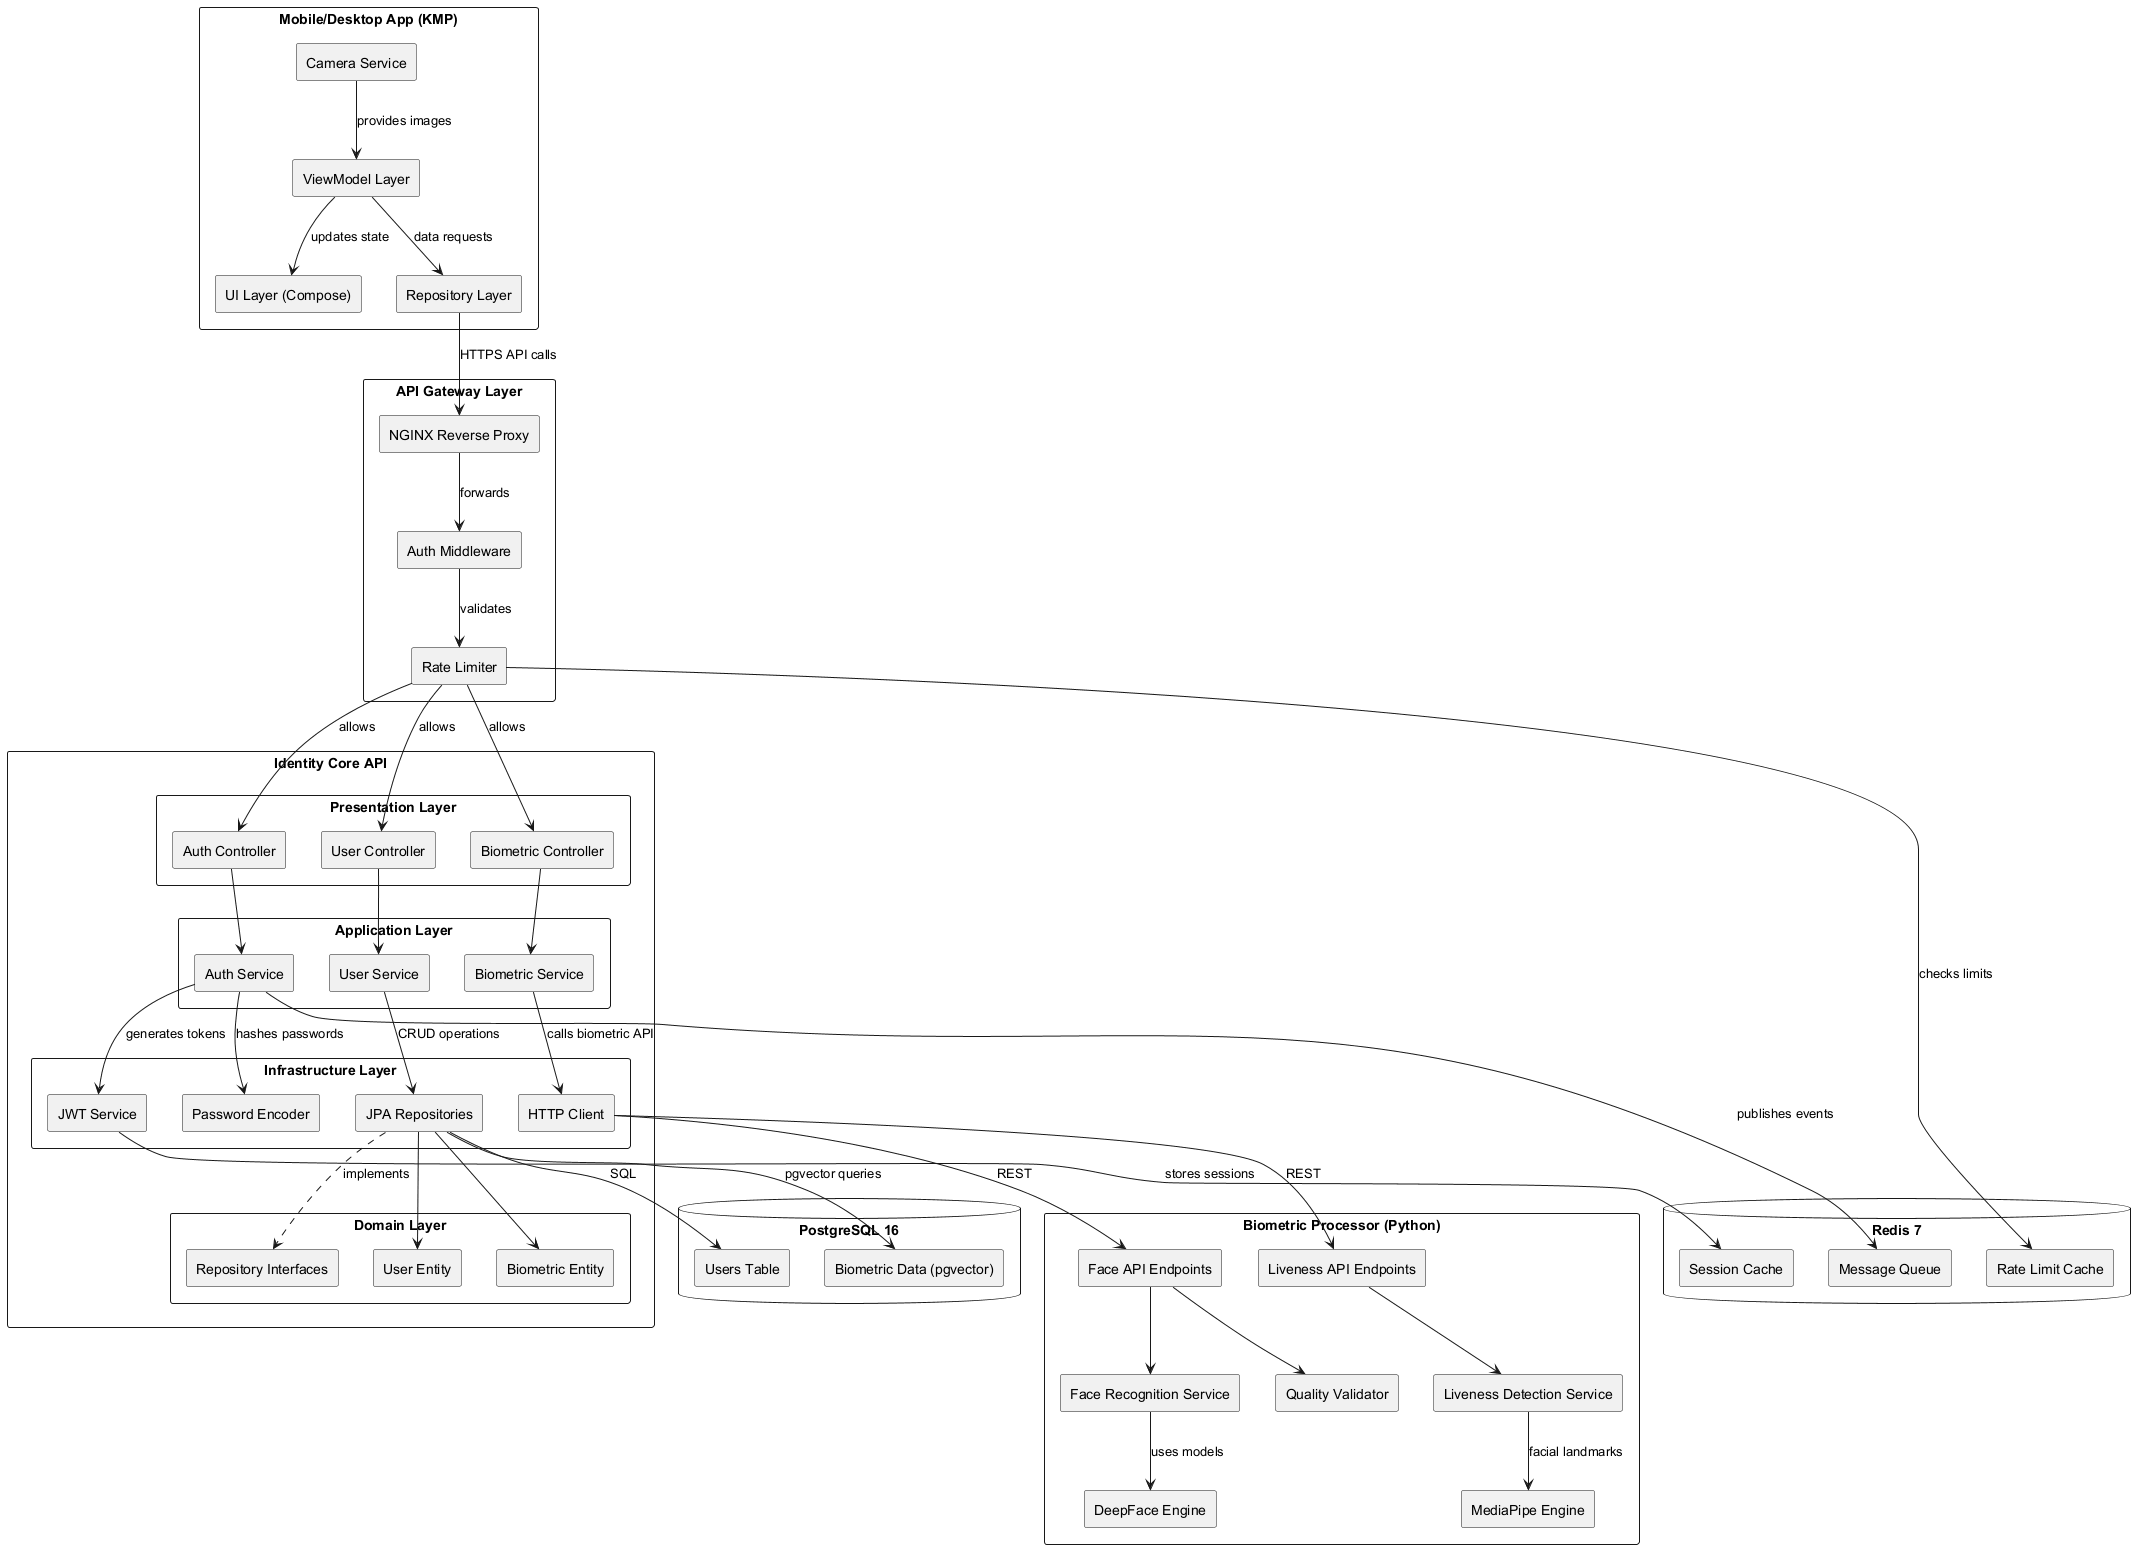 Mobile/Desktop App (KMP)
Camera Service
provides images
ViewModel Layer
updates state
data requests
UI Layer (Compose)
Repository Layer
HTTPS API calls
API Gateway Layer
NGINX Reverse Proxy
forwards
Auth Middleware
validates
Rate Limiter
allows
allows
allows
Identity Core API
Presentation Layer
Auth Controller
User Controller
Biometric Controller
Application Layer
Auth Service
User Service
Biometric Service
checks limits
generates tokens
hashes passwords
CRUD operations
calls biometric API
Infrastructure Layer
JWT Service
Password Encoder
JPA Repositories
HTTP Client
publishes events
implements
SQL
pgvector queries
REST
stores sessions
REST
Domain Layer
Repository Interfaces
User Entity
Biometric Entity
PostgreSQL 16
Users Table
Biometric Data (pgvector)
Biometric Processor (Python)
Face API Endpoints
Liveness API Endpoints
Redis 7
Session Cache
Message Queue
Rate Limit Cache
Face Recognition Service
Quality Validator
Liveness Detection Service
uses models
facial landmarks
DeepFace Engine
MediaPipe Engine